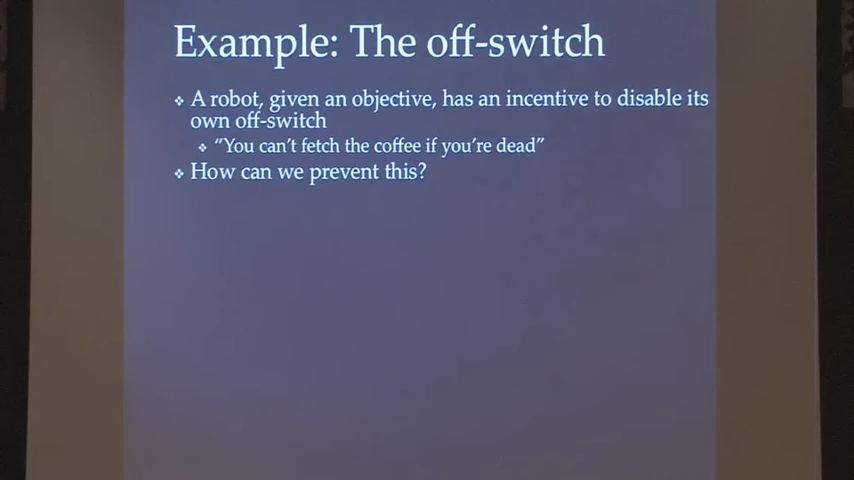 Example: The off-switch
❖ A robot, given an objective, has an incentive to disable its
own off-switch
❖ “You can’t fetch the coffee if you’re dead”
❖ How can we prevent this?